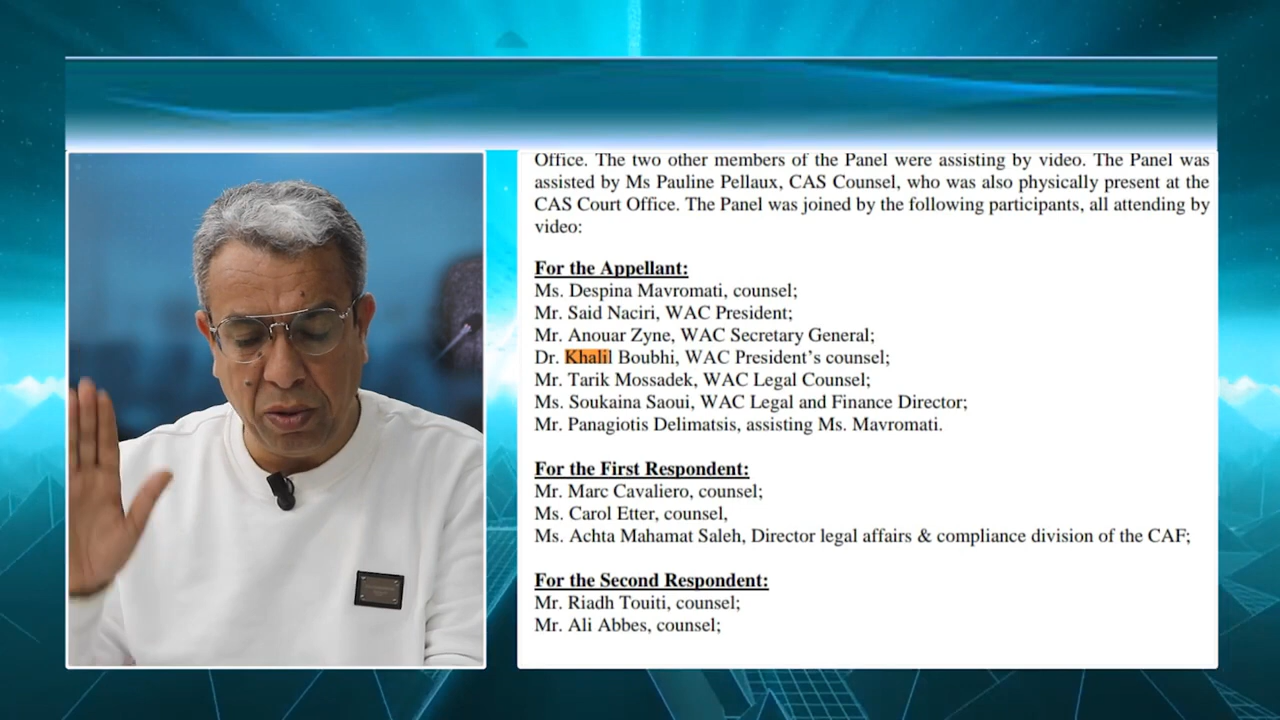 Office. The two other members of the Panel were assisting by video. The Panel was
assisted by Ms Pauline Pellaux, CAS Counsel, who was also physically present at the
CAS Court Office. The Panel was joined by the following participants, all attending by
video:
For the Appellant:
Ms. Despina Mavromati, counsel;
Mr. Said Naciri, WAC President;
Mr. Anouar Zyne, WAC Secretary General;
Dr. Khalil Boubhi, WAC President’s counsel;
Mr. Tarik Mossadek, WAC Legal Counsel;
Ms. Soukaina Saoui, WAC Legal and Finance Director;
Mr. Panagiotis Delimatsis, assisting Ms. Mavromati.
For the First Respondent:
Mr. Marc Cavaliero, counsel;
Ms. Carol Etter, counsel,
Ms. Achta Mahamat Saleh, Director legal affairs & compliance division of the CAF;
For the Second Respondent:
Mr. Riadh Touiti, counsel;
Mr. Ali Abbes, counsel;